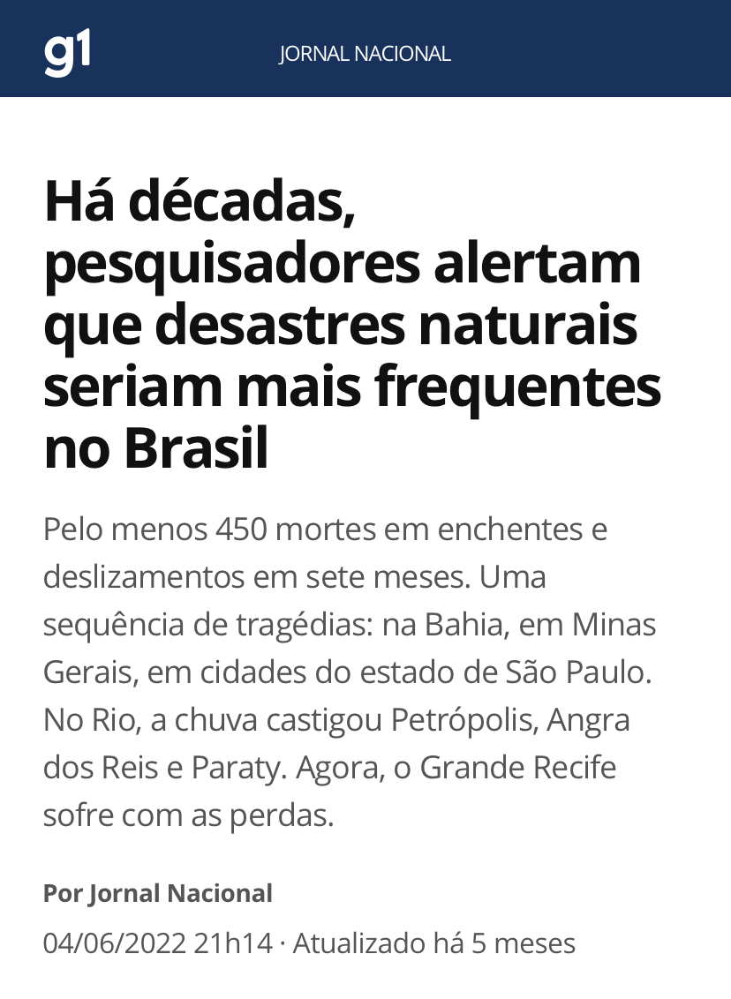 g1
JORNAL NACIONAL
Há décadas,
pesquisadores alertam
que desastres naturais
seriam mais frequentes
no Brasil
Pelo menos 450 mortes em enchentes e
deslizamentos em sete meses. Uma
sequência de tragédias: na Bahia, em Minas
Gerais, em cidades do estado de São Paulo.
No Rio, a chuva castigou Petrópolis, Angra
dos Reis e Paraty. Agora, o Grande Recife
sofre com as perdas.
Por Jornal Nacional
04/06/2022 21h14 · Atualizado há 5 meses